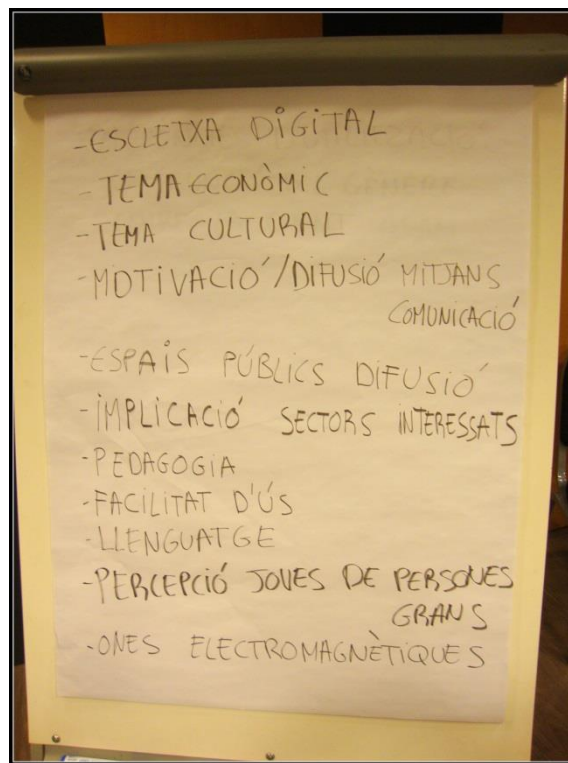 -ESCLETXA DIGITAL
-TEMA ECONÒMIC
-TEMA CULTURAL
-MOTIVACIÓ/DIFUSIÓ MITJANS
COMUNICACIÓ
-ESPAIS PÚBLICS DIFUSIÓ
-IMPLICACIÓ SECTORS INTERESSATS
-PEDAGOGIA
-FACILITAT D'ÚS
-LLENGUATGE
-PERCEPCIÓ JOVES DE PERSONES
GRANS
-ONES ELECTROMAGNÈTIQUES